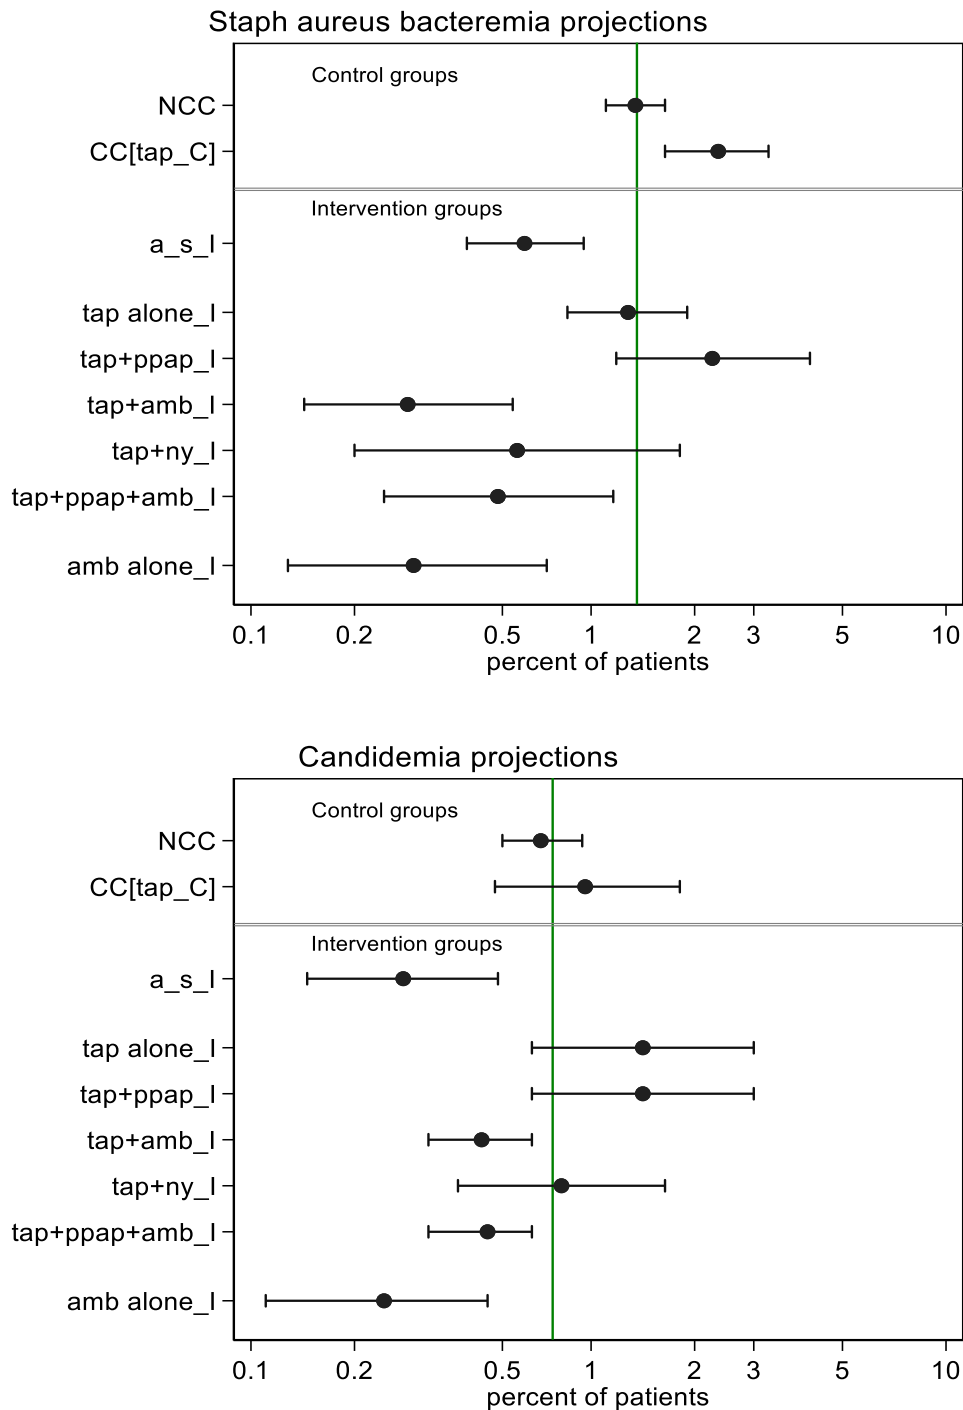 Staph aureus bacteremia projections
Control groups
NCC
CC[tap_C]
Intervention groups
a_s_I
tap alone_I
tap+ppap_I
tap+amb_I
tap+ny_I
tap+ppap+amb_I
amb alone_I
0.1 0.2 0.5 1 2 3 5 10
percent of patients
Candidemia projections
Control groups
NCC
CC[tap_C]
Intervention groups
a_s_I
tap alone_I
tap+ppap_I
tap+amb_I
tap+ny_I
tap+ppap+amb_I
amb alone_I
0.1 0.2 0.5 1 2 3 5 10
percent of patients